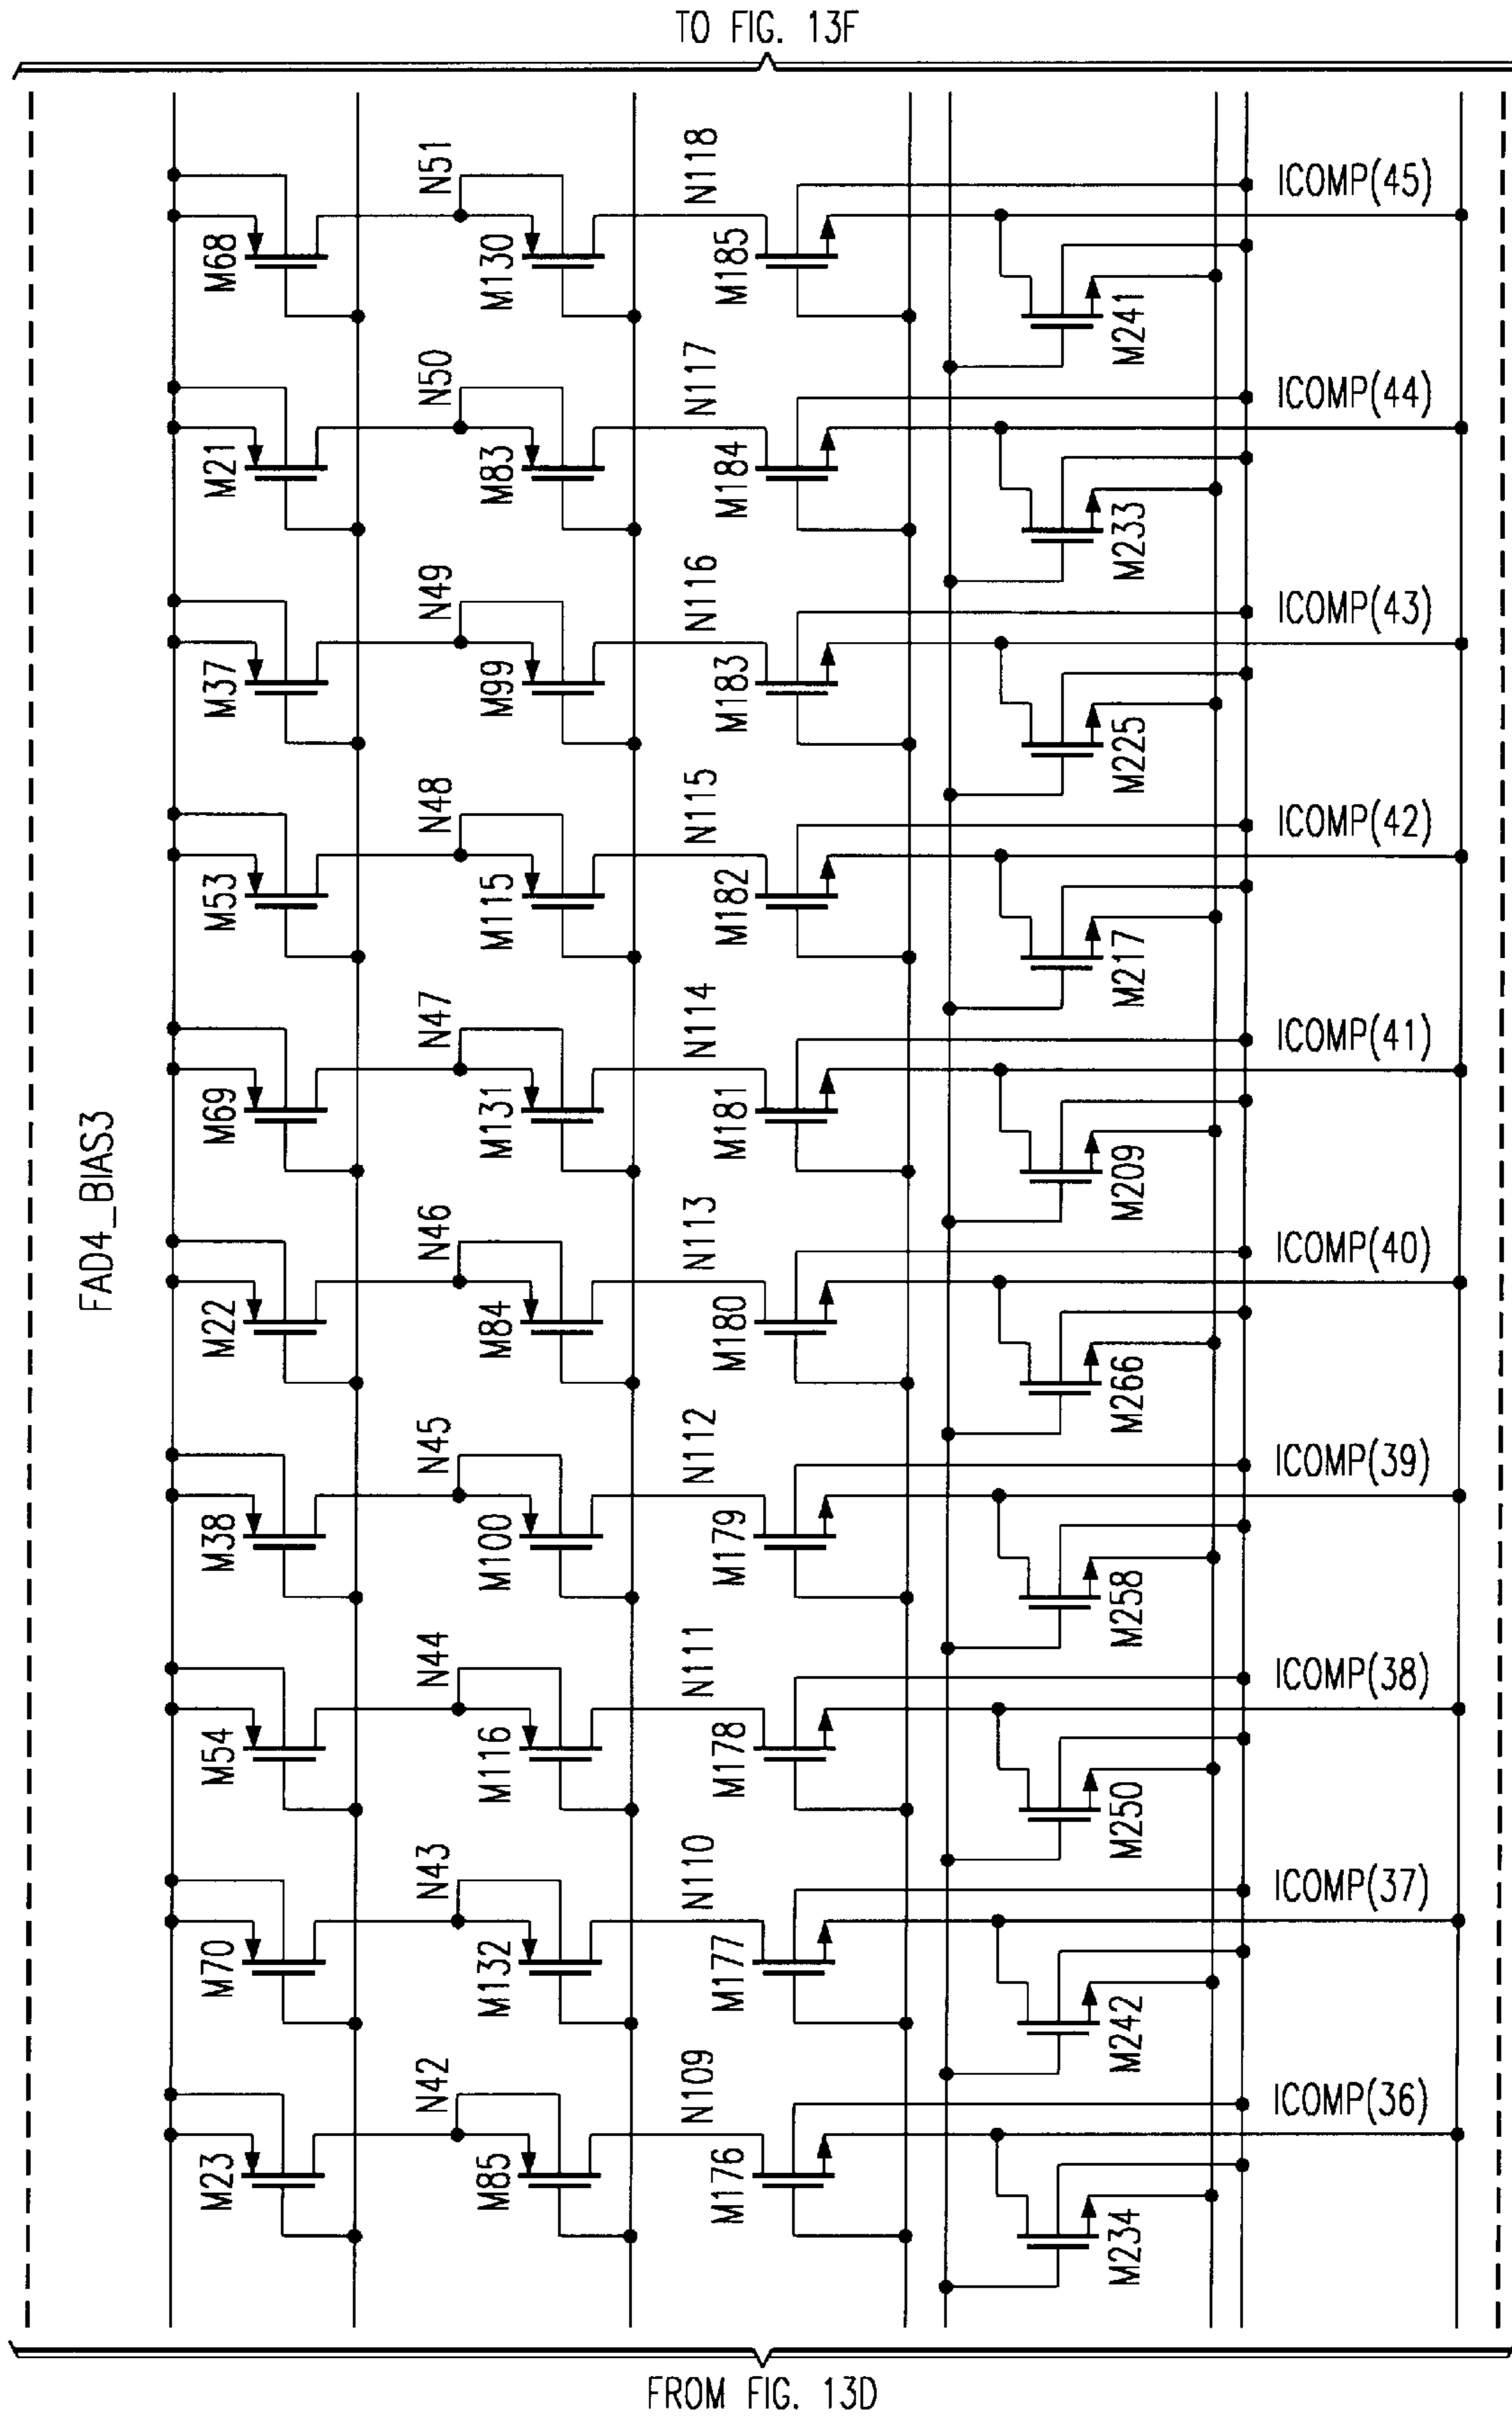 TO FIG. 13F
FAD4_BIAS3
M68
N51
M130
N118
M185
M241
ICOMP(45)
M21
N50
M83
N117
M184
M233
ICOMP(44)
M37
N49
M99
N116
M183
M225
ICOMP(43)
M53
N48
M115
N115
M182
M217
ICOMP(42)
M69
N47
M131
N114
M181
M209
ICOMP(41)
M22
N46
M84
N113
M180
M266
ICOMP(40)
M38
N45
M100
N112
M179
M258
ICOMP(39)
M54
N44
M116
N111
M178
M250
ICOMP(38)
M70
N43
M132
N110
M177
M242
ICOMP(37)
M23
N42
M85
N109
M176
M234
ICOMP(36)
FROM FIG. 13D